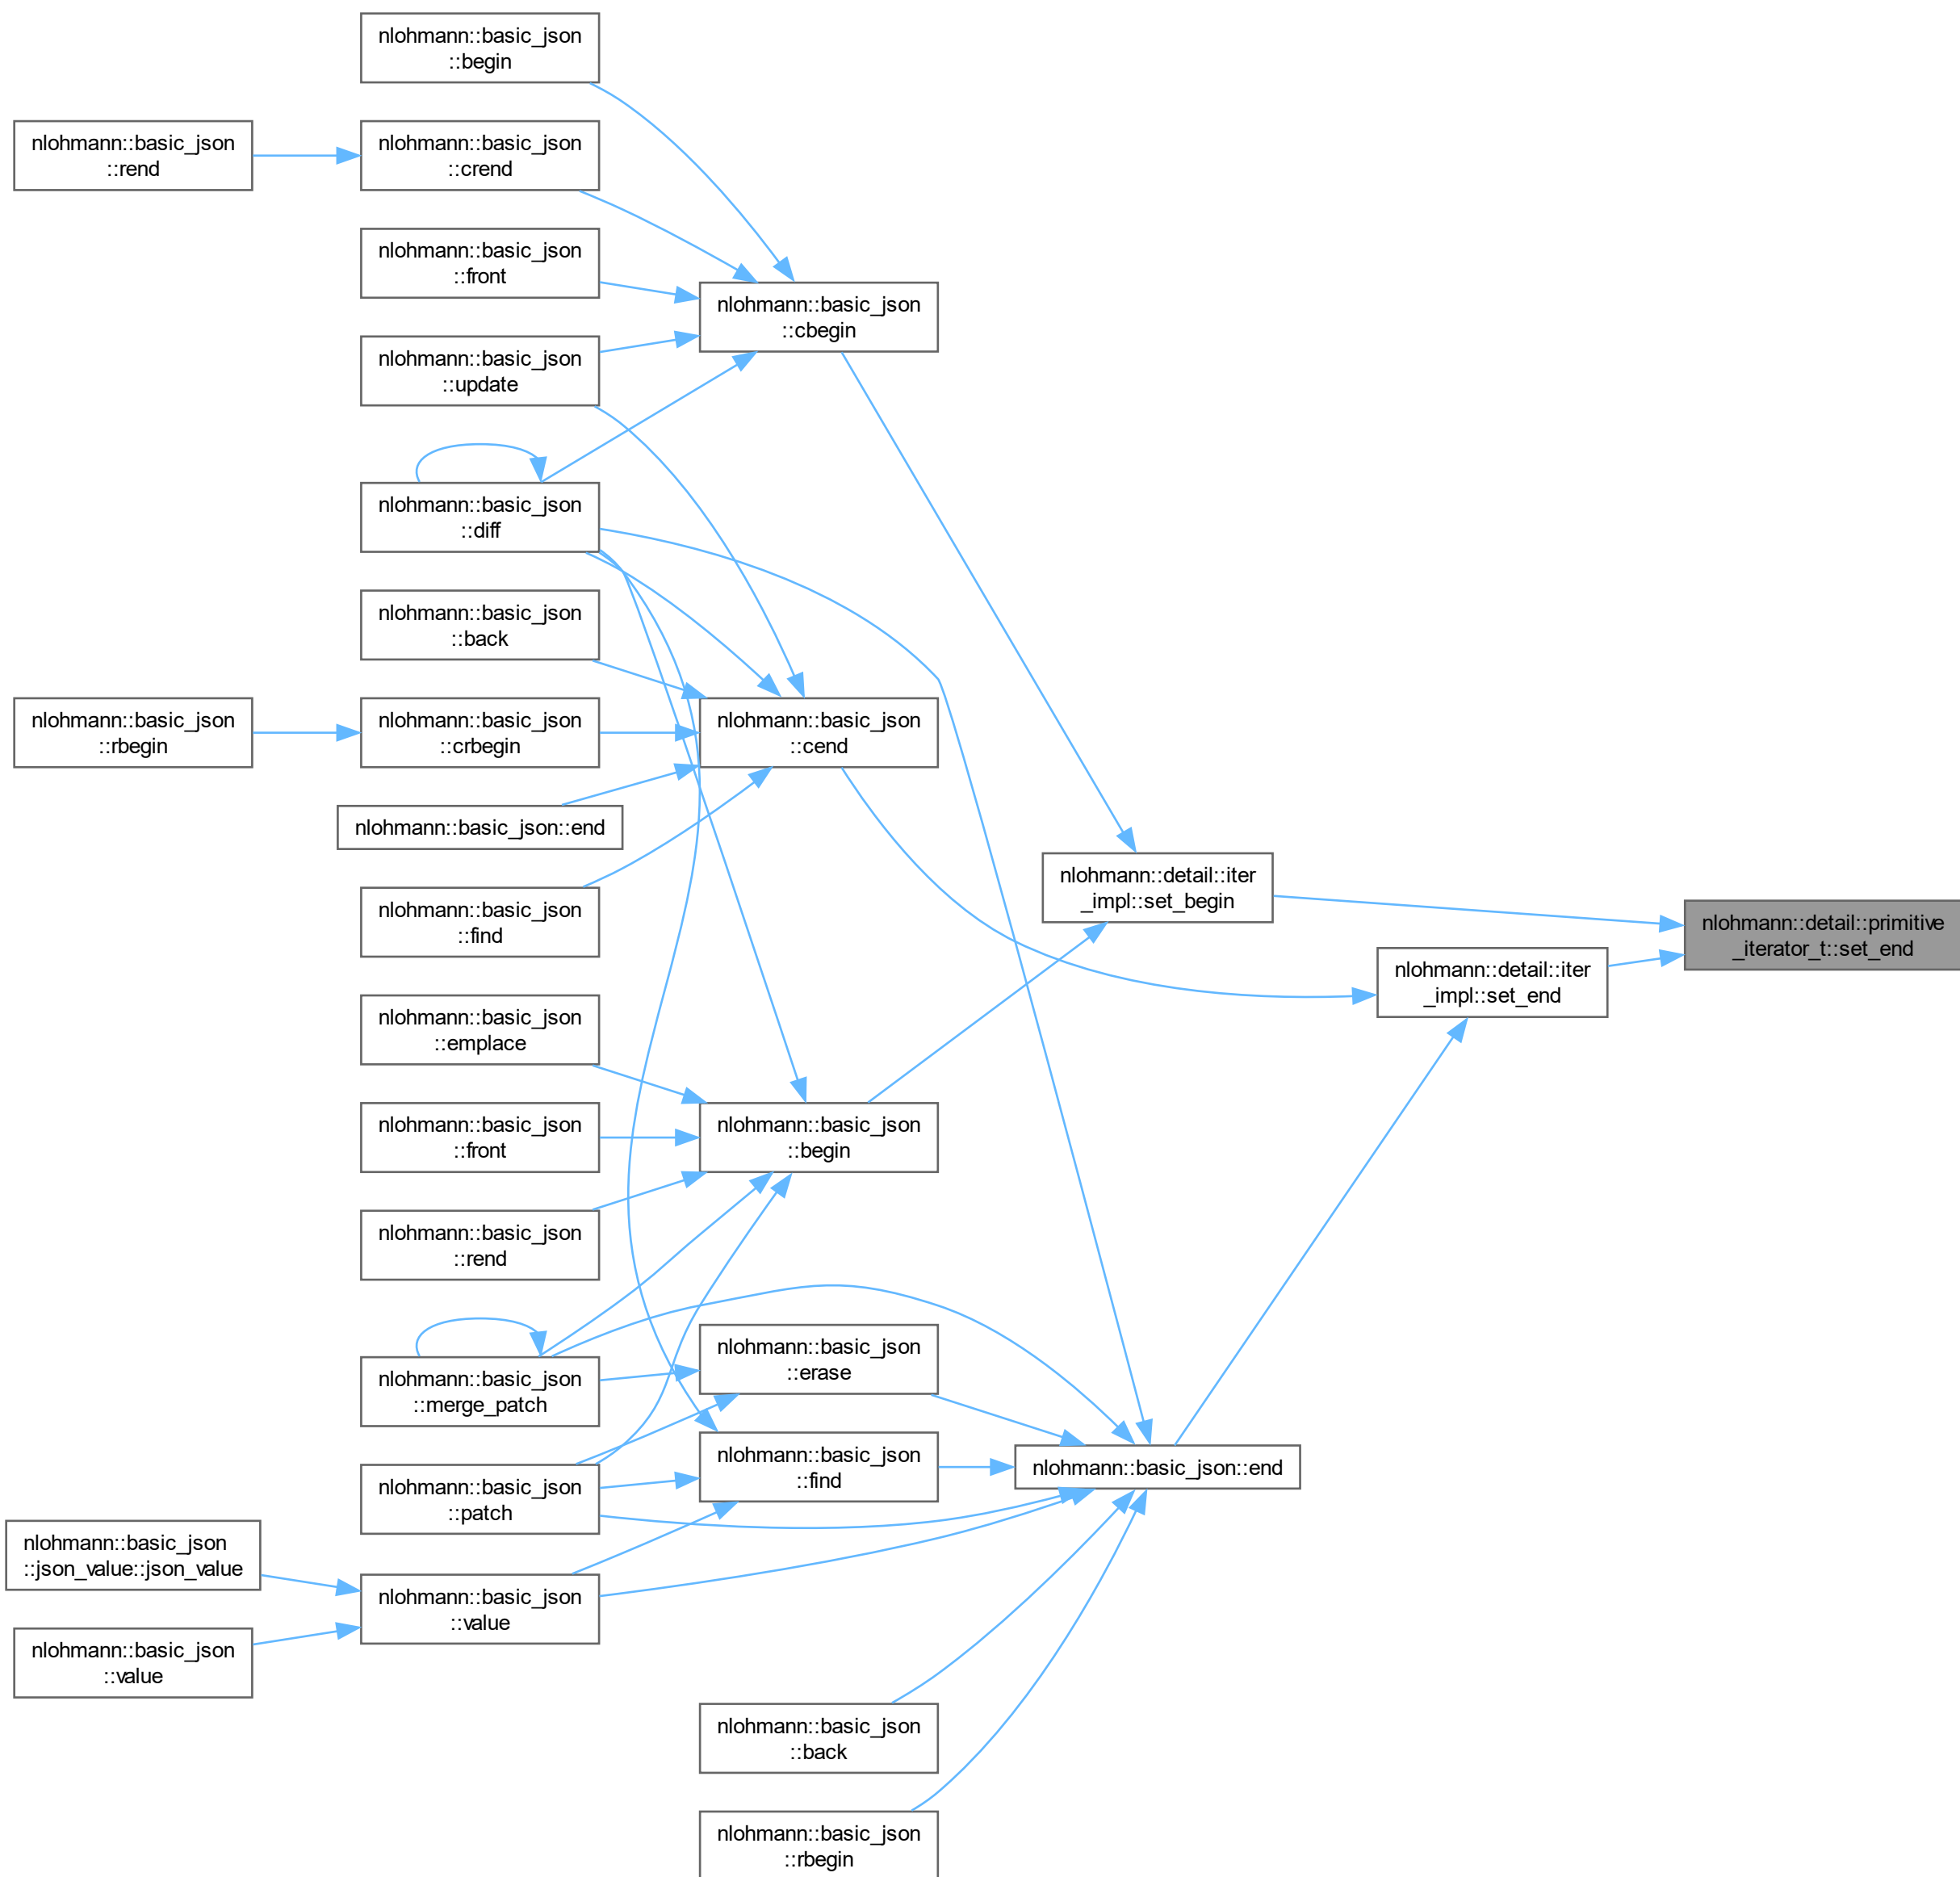 nlohmann::basic_json
::begin
nlohmann::basic_json
::rend
nlohmann::basic_json
::crend
nlohmann::basic_json
::front
nlohmann::basic_json
::cbegin
nlohmann::basic_json
::update
nlohmann::basic_json
::diff
nlohmann::basic_json
::back
nlohmann::basic_json
::rbegin
nlohmann::basic_json
::crbegin
nlohmann::basic_json
::cend
nlohmann::basic_json::end
nlohmann::basic_json
::find
nlohmann::detail::iter
_impl::set_begin
nlohmann::detail::primitive
_iterator_t::set_end
nlohmann::detail::iter
_impl::set_end
nlohmann::basic_json
::emplace
nlohmann::basic_json
::front
nlohmann::basic_json
::begin
nlohmann::basic_json
::rend
nlohmann::basic_json
::merge_patch
nlohmann::basic_json
::erase
nlohmann::basic_json
::find
nlohmann::basic_json::end
nlohmann::basic_json
::patch
nlohmann::basic_json
::json_value::json_value
nlohmann::basic_json
::value
nlohmann::basic_json
::value
nlohmann::basic_json
::back
nlohmann::basic_json
::rbegin